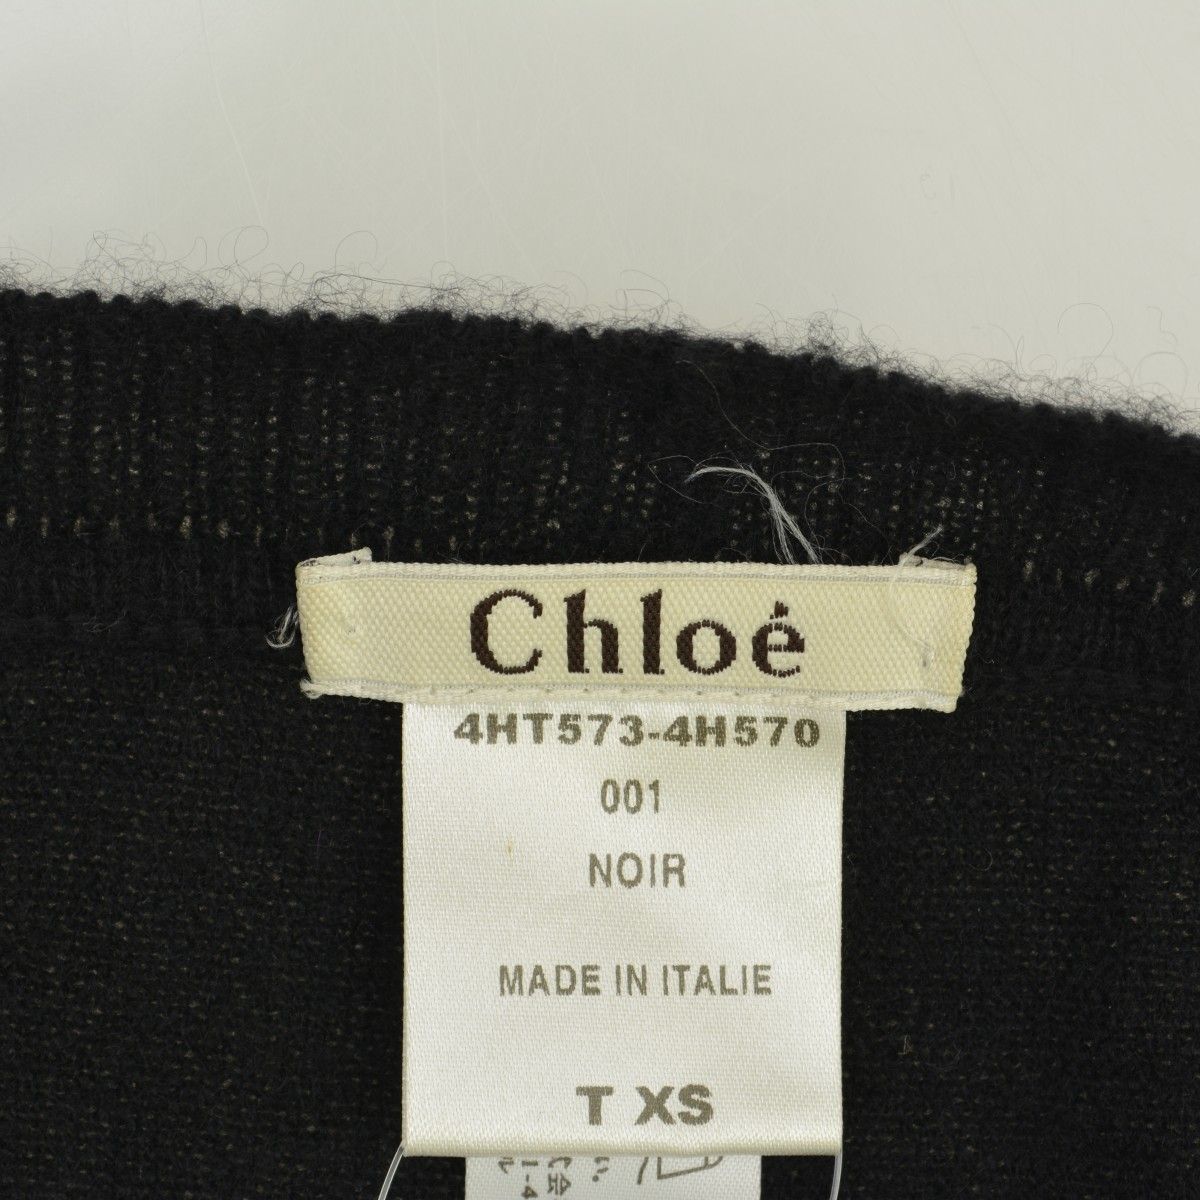 Chloé
4HT573-4H570
001
NOIR
MADE IN ITALIE
T XS